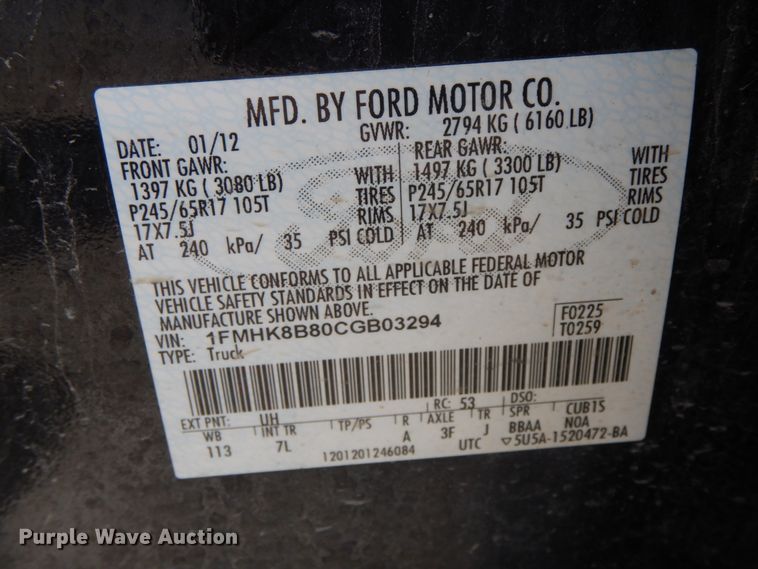 MFD. BY FORD MOTOR CO.
DATE: 01/12 GVWR: 2794 KG ( 6160 LB)
FRONT GAWR: REAR GAWR:
1397 KG ( 3080 LB) WITH 1497 KG ( 3300 LB) WITH
P245/65R17 105T TIRES P245/65R17 105T TIRES
17X7.5J RIMS 17X7.5J RIMS
AT 240 kPa/ 35 PSI COLD AT 240 kPa/ 35 PSI COLD
THIS VEHICLE CONFORMS TO ALL APPLICABLE FEDERAL MOTOR
VEHICLE SAFETY STANDARDS IN EFFECT ON THE DATE OF
MANUFACTURE SHOWN ABOVE.
VIN: 1FMHK8B80CGB03294 F0225
TYPE: Truck T0259
EXT PNT: UH RC: 53 DSO:
WB INT TR TP/PS R AXLE TR SPR CUB1S
113 7L A 3F J BBAA NOA
1201201246084 UTC ▽5U5A-1520472-BA
Ford
Purple Wave Auction